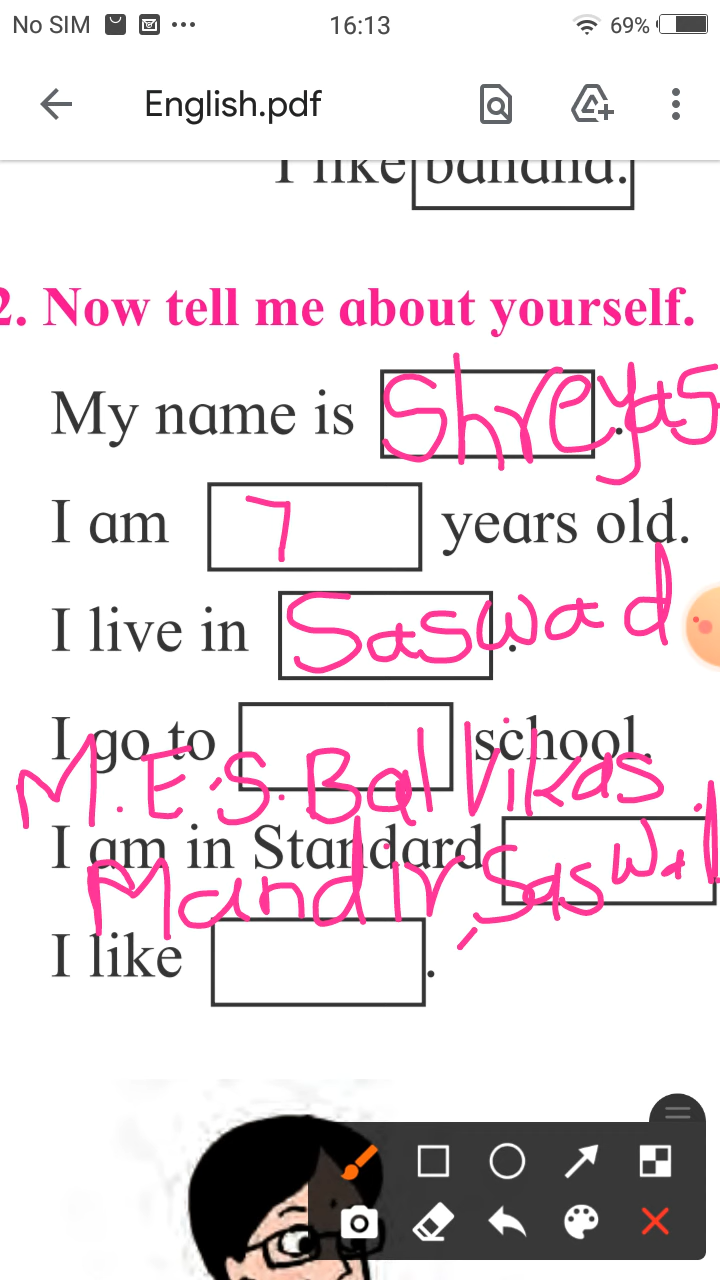 No SIM ... 16:13 69%
English.pdf
I like banana.
2. Now tell me about yourself.
My name is Shreyas.
I am 7 years old.
I live in Saswad.
I go to school.
M.E.S. Bal Vikas
I am in Standard
Mandir, Saswad.
I like .